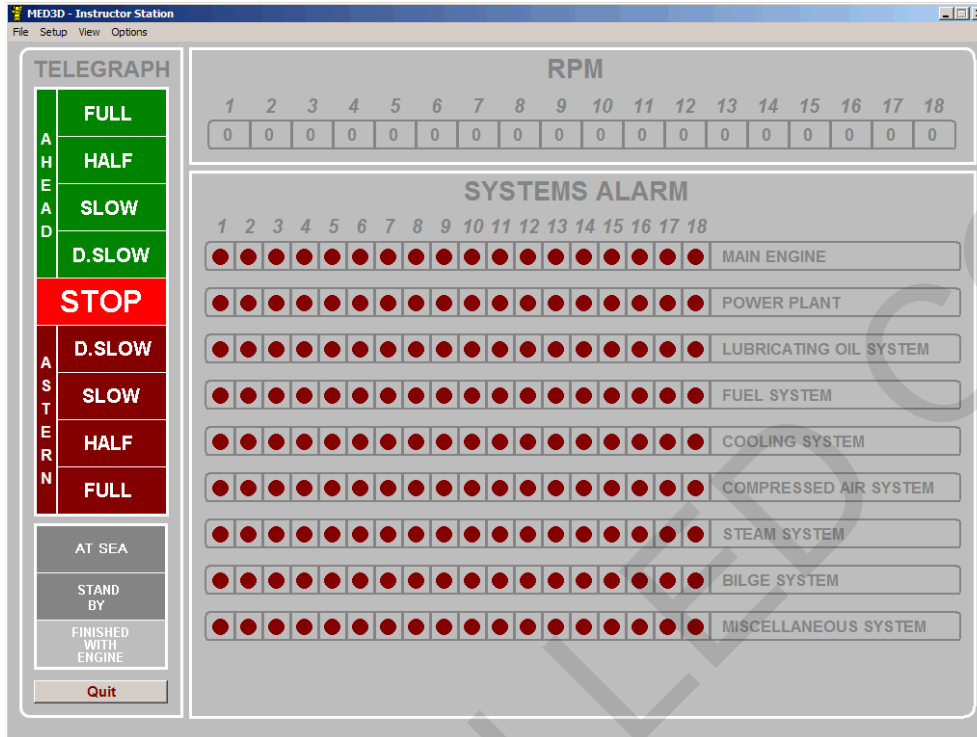 MED3D - Instructor Station
File Setup View Options
TELEGRAPH
AHEAD
FULL
HALF
SLOW
D.SLOW
STOP
ASTERN
D.SLOW
SLOW
HALF
FULL
AT SEA
STAND
BY
FINISHED
WITH
ENGINE
Quit
RPM
1 2 3 4 5 6 7 8 9 10 11 12 13 14 15 16 17 18
0 0 0 0 0 0 0 0 0 0 0 0 0 0 0 0 0 0
SYSTEMS ALARM
1 2 3 4 5 6 7 8 9 10 11 12 13 14 15 16 17 18
MAIN ENGINE
POWER PLANT
LUBRICATING OIL SYSTEM
FUEL SYSTEM
COOLING SYSTEM
COMPRESSED AIR SYSTEM
STEAM SYSTEM
BILGE SYSTEM
MISCELLANEOUS SYSTEM